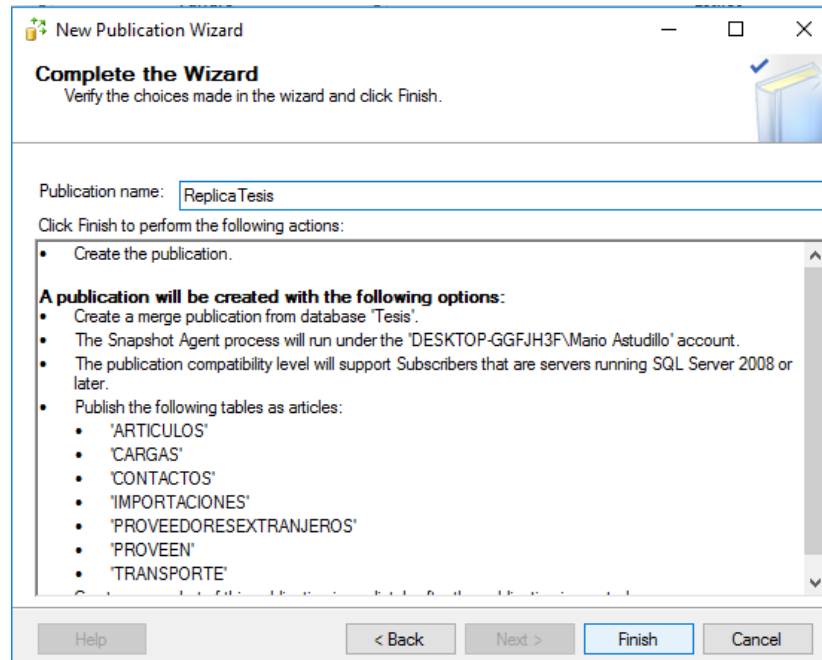 New Publication Wizard
Complete the Wizard
Verify the choices made in the wizard and click Finish.
Publication name: ReplicaTesis
Click Finish to perform the following actions:
• Create the publication.
A publication will be created with the following options:
• Create a merge publication from database 'Tesis'.
• The Snapshot Agent process will run under the 'DESKTOP-GGFJH3F\Mario Astudillo' account.
• The publication compatibility level will support Subscribers that are servers running SQL Server 2008 or
later.
• Publish the following tables as articles:
• 'ARTICULOS'
• 'CARGAS'
• 'CONTACTOS'
• 'IMPORTACIONES'
• 'PROVEEDORESEXTRANJEROS'
• 'PROVEEN'
• 'TRANSPORTE'
Help < Back Next > Finish Cancel